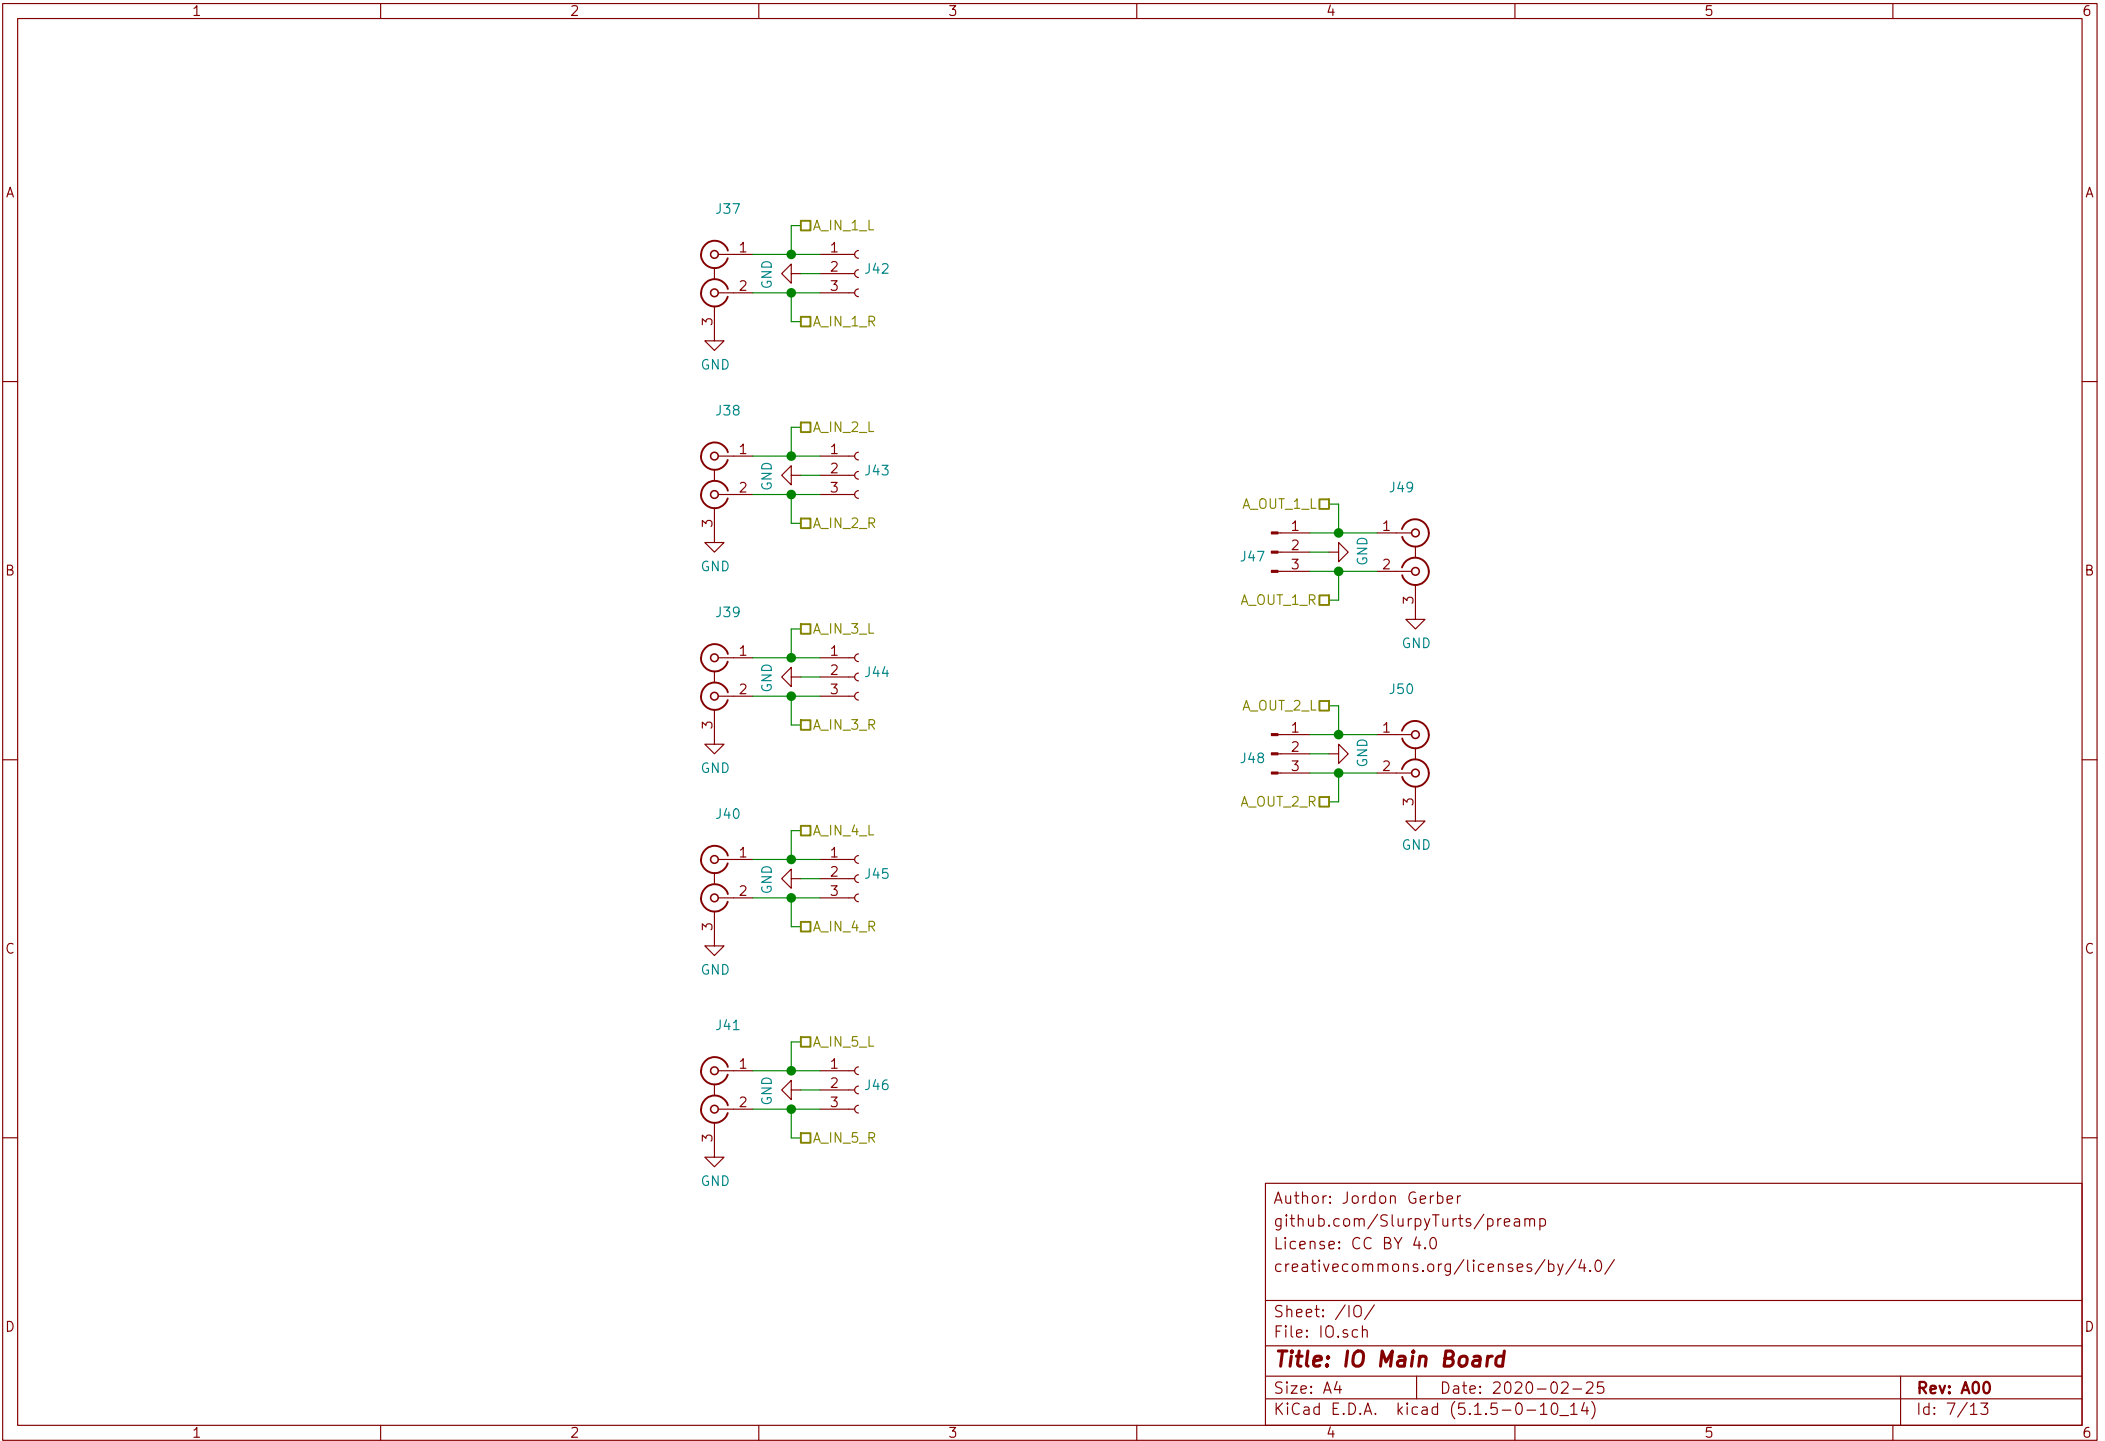 1 2 3 4 5 6
A A
J37
A_IN_1_L
1 1
GND 2 J42
2 3
3 A_IN_1_R
GND
J38
A_IN_2_L
1 1
GND 2 J43
2 3
3 A_IN_2_R
GND
J49
A_OUT_1_L
1 1
J47 2 GND
3 2
A_OUT_1_R 3
GND
B B
J39
A_IN_3_L
1 1
GND 2 J44
2 3
3 A_IN_3_R
GND
J50
A_OUT_2_L
1 1
J48 2 GND
3 2
A_OUT_2_R 3
GND
J40
A_IN_4_L
1 1
GND 2 J45
2 3
3 A_IN_4_R
GND
C C
J41
A_IN_5_L
1 1
GND 2 J46
2 3
3 A_IN_5_R
GND
Author: Jordon Gerber
github.com/SlurpyTurts/preamp
License: CC BY 4.0
creativecommons.org/licenses/by/4.0/
Sheet: /IO/
File: IO.sch
D D
Title: IO Main Board
Size: A4 Date: 2020-02-25 Rev: A00
KiCad E.D.A. kicad (5.1.5-0-10_14) Id: 7/13
1 2 3 4 5 6